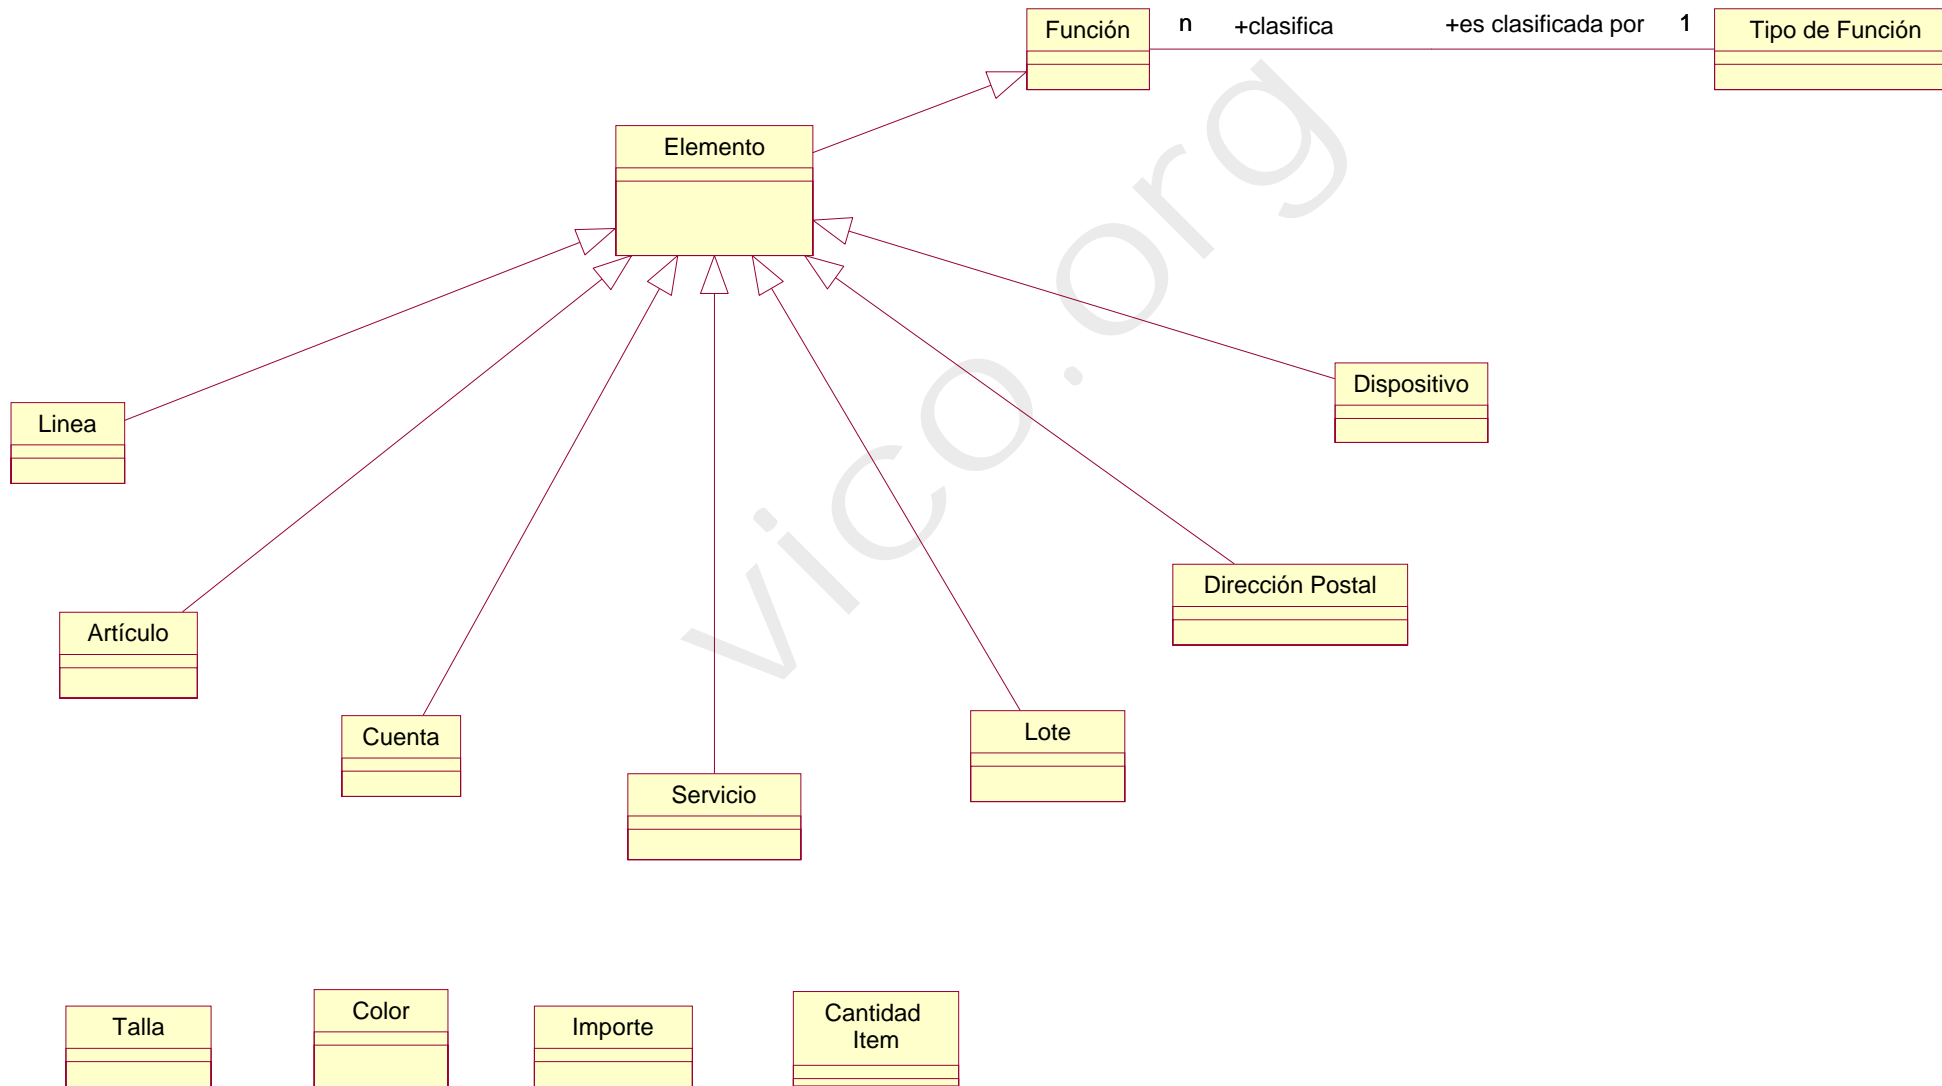 Función
n
+clasifica
+es clasificada por
1
Tipo de Función
Elemento
Dispositivo
Linea
Dirección Postal
Artículo
Cuenta
Lote
Servicio
Talla
Color
Importe
Cantidad
Item
vico.org